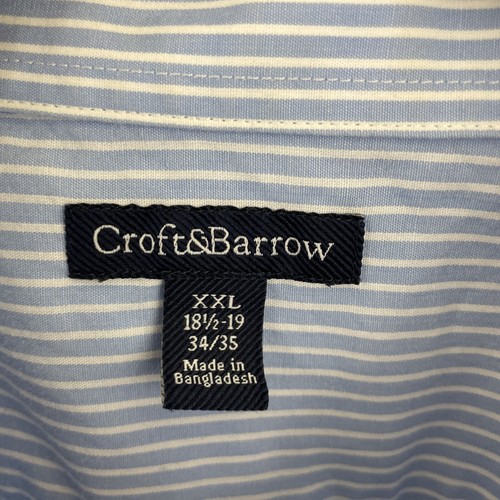 Croft&Barrow
XXL
18½-19
34/35
Made in
Bangladesh